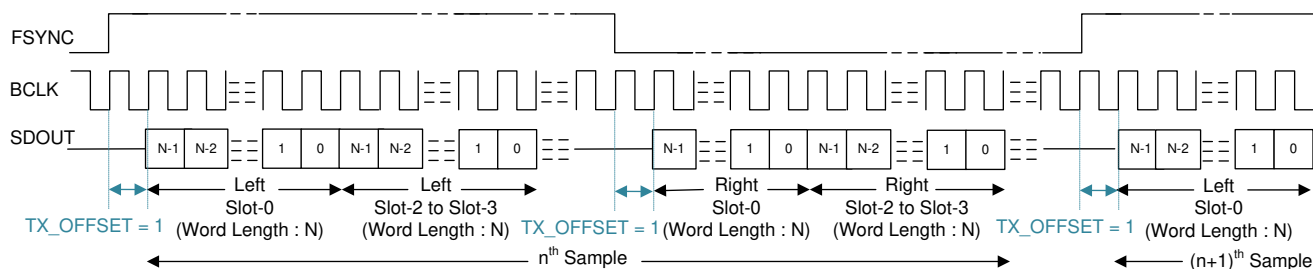 FSYNC
BCLK
SDOUT
N-1 N-2 1 0 N-1 N-2 1 0 N-1 1 0 N-1 N-2 1 0 N-1 N-2 1 0
Left Left Right Right Left
Slot-0 Slot-2 to Slot-3 Slot-0 Slot-2 to Slot-3 Slot-0
TX_OFFSET = 1 (Word Length : N) (Word Length : N) TX_OFFSET = 1 (Word Length : N) (Word Length : N) TX_OFFSET = 1 (Word Length : N)
nth Sample (n+1)th Sample